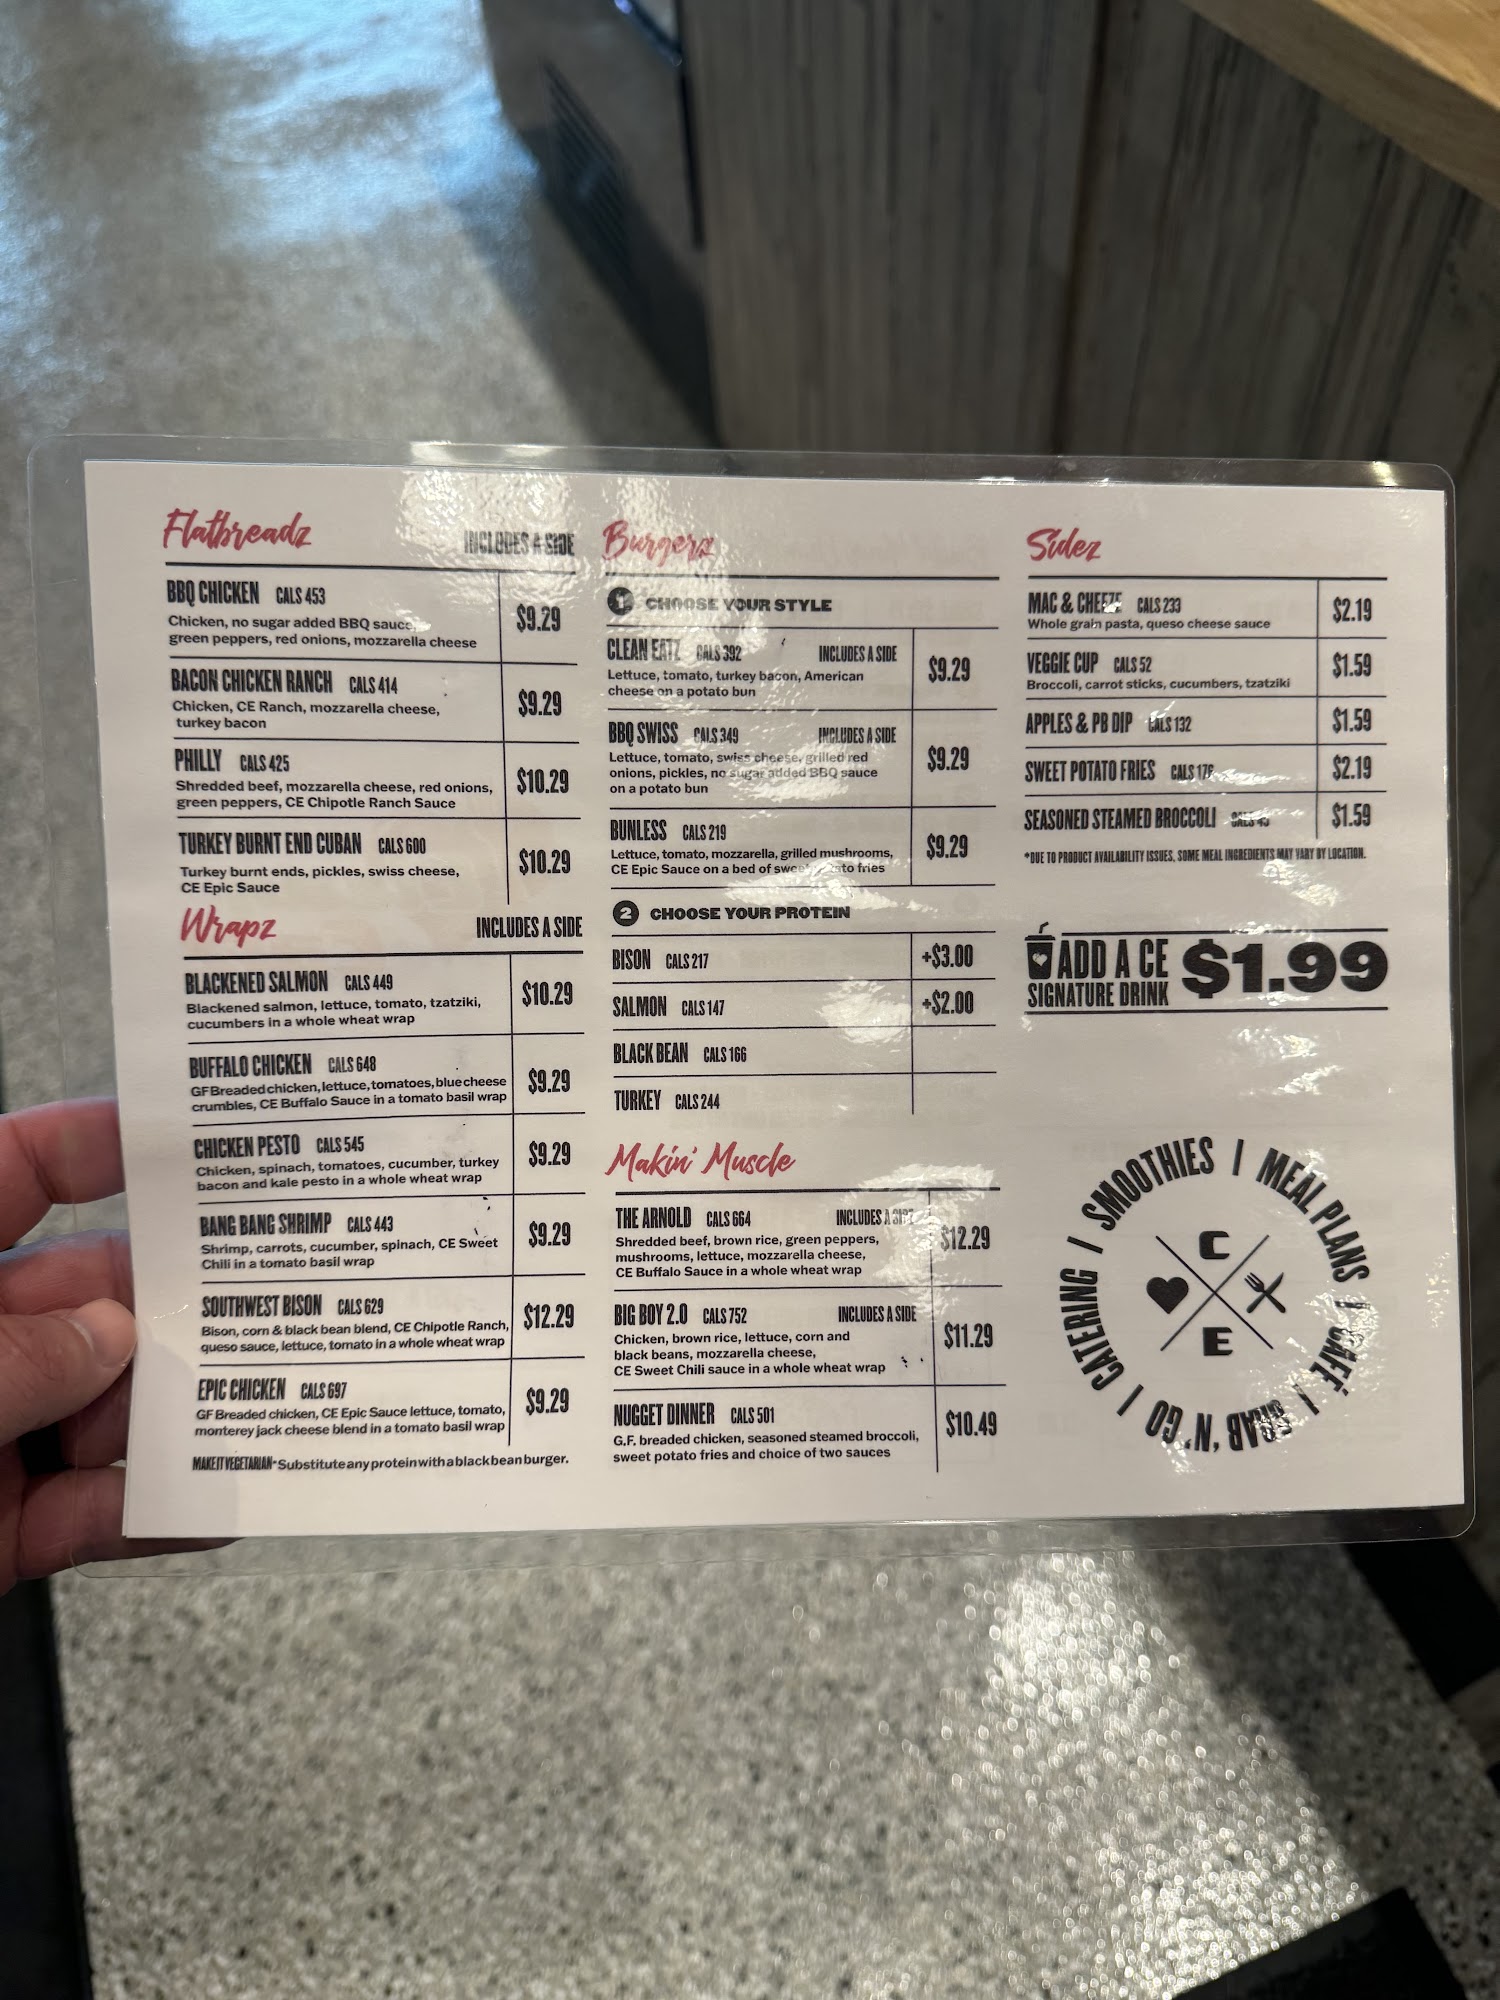 Flatbreadz INCLUDES A SIDE
BBQ CHICKEN CALS 453 $9.29
Chicken, no sugar added BBQ sauce,
green peppers, red onions, mozzarella cheese
BACON CHICKEN RANCH CALS 414 $9.29
Chicken, CE Ranch, mozzarella cheese,
turkey bacon
PHILLY CALS 425 $10.29
Shredded beef, mozzarella cheese, red onions,
green peppers, CE Chipotle Ranch Sauce
TURKEY BURNT END CUBAN CALS 600 $10.29
Turkey burnt ends, pickles, swiss cheese,
CE Epic Sauce
Wrapz INCLUDES A SIDE
BLACKENED SALMON CALS 449 $10.29
Blackened salmon, lettuce, tomato, tzatziki,
cucumbers in a whole wheat wrap
BUFFALO CHICKEN CALS 648 $9.29
GF Breaded chicken, lettuce, tomatoes, blue cheese
crumbles, CE Buffalo Sauce in a tomato basil wrap
CHICKEN PESTO CALS 545 $9.29
Chicken, spinach, tomatoes, cucumber, turkey
bacon and kale pesto in a whole wheat wrap
BANG BANG SHRIMP CALS 443 $9.29
Shrimp, carrots, cucumber, spinach, CE Sweet
Chili in a tomato basil wrap
SOUTHWEST BISON CALS 629 $12.29
Bison, corn & black bean blend, CE Chipotle Ranch,
queso sauce, lettuce, tomato in a whole wheat wrap
EPIC CHICKEN CALS 697 $9.29
GF Breaded chicken, CE Epic Sauce lettuce, tomato,
monterey jack cheese blend in a tomato basil wrap
MAKE IT VEGETARIAN* Substitute any protein with a black bean burger.
Burgerz
1 CHOOSE YOUR STYLE
CLEAN EATZ CALS 392 INCLUDES A SIDE $9.29
Lettuce, tomato, turkey bacon, American
cheese on a potato bun
BBQ SWISS CALS 349 INCLUDES A SIDE $9.29
Lettuce, tomato, swiss cheese, grilled red
onions, pickles, no sugar added BBQ sauce
on a potato bun
BUNLESS CALS 219 $9.29
Lettuce, tomato, mozzarella, grilled mushrooms,
CE Epic Sauce on a bed of sweet potato fries
2 CHOOSE YOUR PROTEIN
BISON CALS 217 +$3.00
SALMON CALS 147 +$2.00
BLACK BEAN CALS 166
TURKEY CALS 244
Makin' Muscle
THE ARNOLD CALS 664 INCLUDES A SIDE $12.29
Shredded beef, brown rice, green peppers,
mushrooms, lettuce, mozzarella cheese,
CE Buffalo Sauce in a whole wheat wrap
BIG BOY 2.0 CALS 752 INCLUDES A SIDE $11.29
Chicken, brown rice, lettuce, corn and
black beans, mozzarella cheese,
CE Sweet Chili sauce in a whole wheat wrap
NUGGET DINNER CALS 501 $10.49
G.F. breaded chicken, seasoned steamed broccoli,
sweet potato fries and choice of two sauces
Sidez
MAC & CHEEZE CALS 233 $2.19
Whole grain pasta, queso cheese sauce
VEGGIE CUP CALS 52 $1.59
Broccoli, carrot sticks, cucumbers, tzatziki
APPLES & PB DIP CALS 132 $1.59
SWEET POTATO FRIES CALS $2.19
SEASONED STEAMED BROCCOLI CALS $1.59
*DUE TO PRODUCT AVAILABILITY ISSUES, SOME MEAL INGREDIENTS MAY VARY BY LOCATION.
ADD A CE
SIGNATURE DRINK
$1.99
CATERING | SMOOTHIES | MEAL PLANS | CAFÉ | GRAB 'N' GO |
C
E